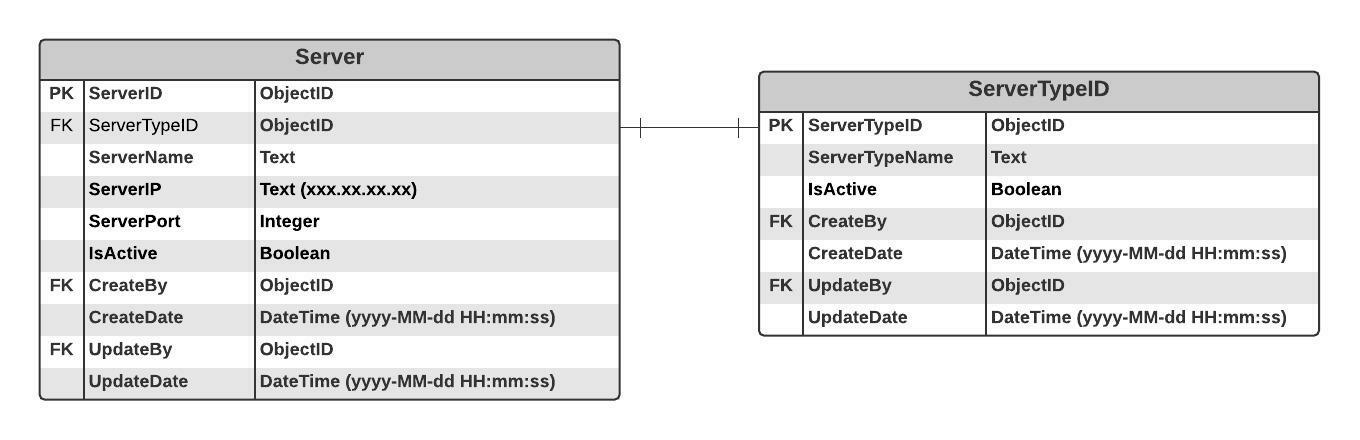 Server
PK ServerID ObjectID
FK ServerTypeID ObjectID
ServerName Text
ServerIP Text (xxx.xx.xx.xx)
ServerPort Integer
IsActive Boolean
FK CreateBy ObjectID
CreateDate DateTime (yyyy-MM-dd HH:mm:ss)
FK UpdateBy ObjectID
UpdateDate DateTime (yyyy-MM-dd HH:mm:ss)
ServerTypeID
PK ServerTypeID ObjectID
ServerTypeName Text
IsActive Boolean
FK CreateBy ObjectID
CreateDate DateTime (yyyy-MM-dd HH:mm:ss)
FK UpdateBy ObjectID
UpdateDate DateTime (yyyy-MM-dd HH:mm:ss)